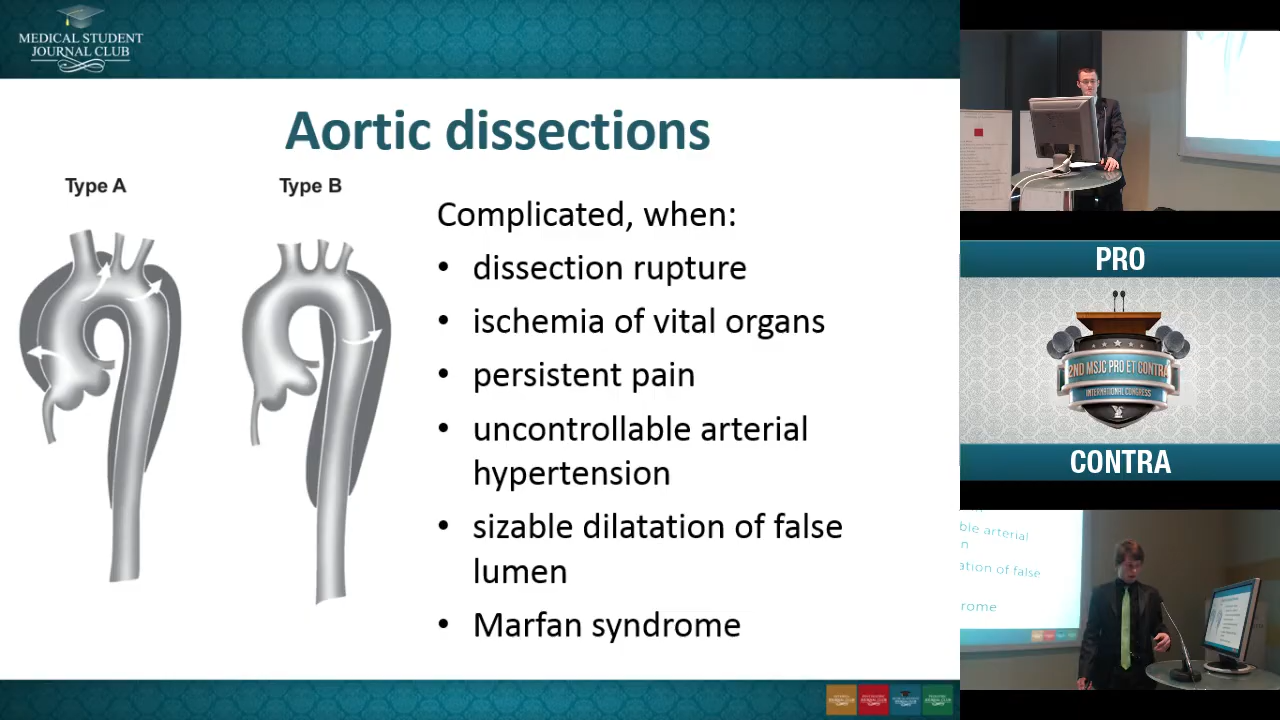 MEDICAL STUDENT
JOURNAL CLUB
Aortic dissections
Type A
Type B
Complicated, when:
• dissection rupture
• ischemia of vital organs
• persistent pain
• uncontrollable arterial
hypertension
• sizable dilatation of false
lumen
• Marfan syndrome
PRO
2ND MSJC PRO ET CONTRA
INTERNATIONAL CONGRESS
CONTRA
ble arterial
n
ation of false
rome